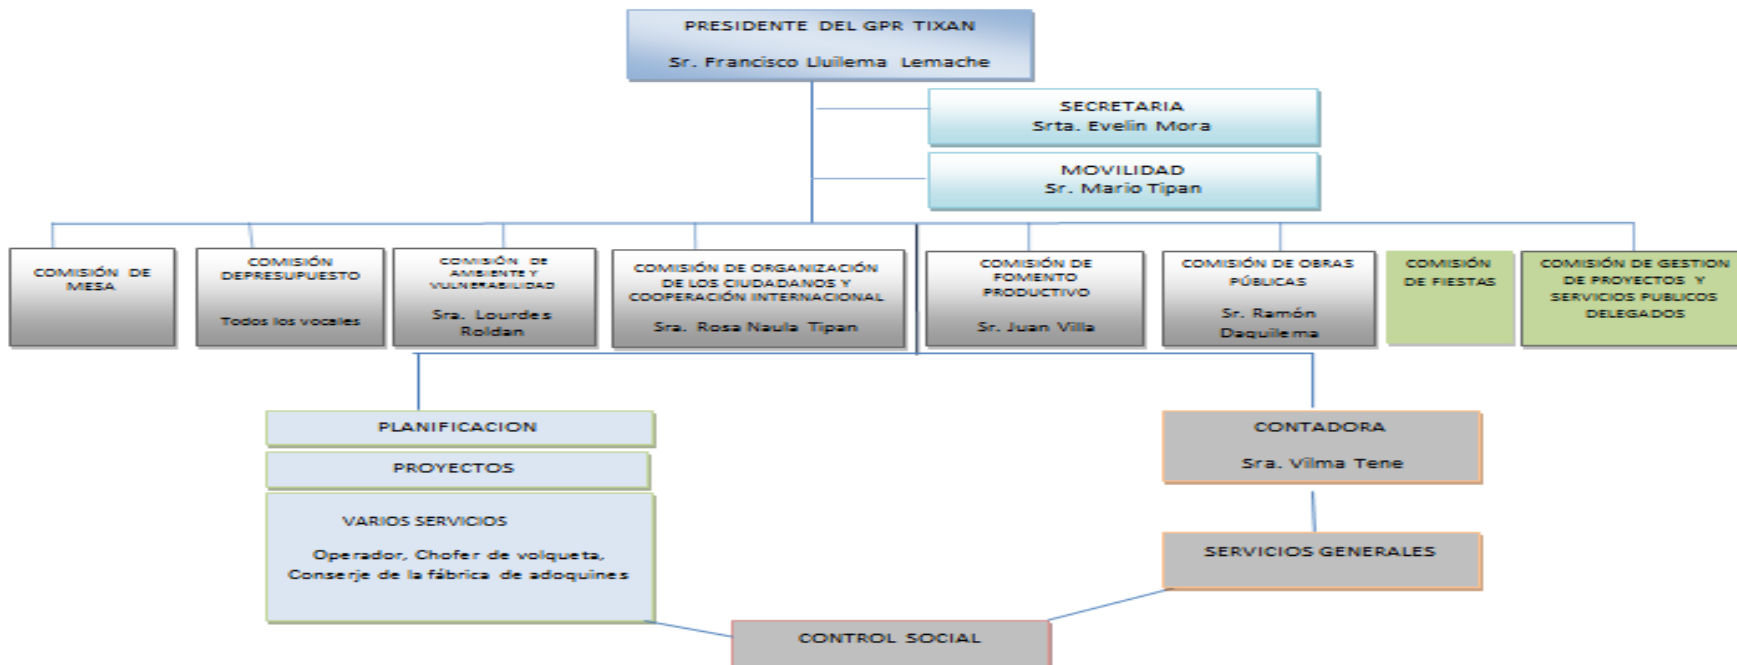 PRESIDENTE DEL GPR TIXAN
Sr. Francisco Lluilema Lemache
SECRETARIA
Srta. Evelin Mora
MOVILIDAD
Sr. Mario Tipan
COMISIÓN DE
MESA
COMISIÓN
DEPRESUPUESTO
Todos los vocales
COMISIÓN DE
AMBIENTE Y
VULNERABILIDAD
Sra. Lourdes
Roldan
COMISIÓN DE ORGANIZACIÓN
DE LOS CIUDADANOS Y
COOPERACIÓN INTERNACIONAL
Sra. Rosa Naula Tipan
COMISIÓN DE
FOMENTO
PRODUCTIVO
Sr. Juan Villa
COMISIÓN DE OBRAS
PÚBLICAS
Sr. Ramón
Daquilema
COMISIÓN
DE FIESTAS
COMISIÓN DE GESTION
DE PROYECTOS Y
SERVICIOS PUBLICOS
DELEGADOS
PLANIFICACION
PROYECTOS
VARIOS SERVICIOS
Operador, Chofer de volqueta,
Conserje de la fábrica de adoquines
CONTADORA
Sra. Vilma Tene
SERVICIOS GENERALES
CONTROL SOCIAL